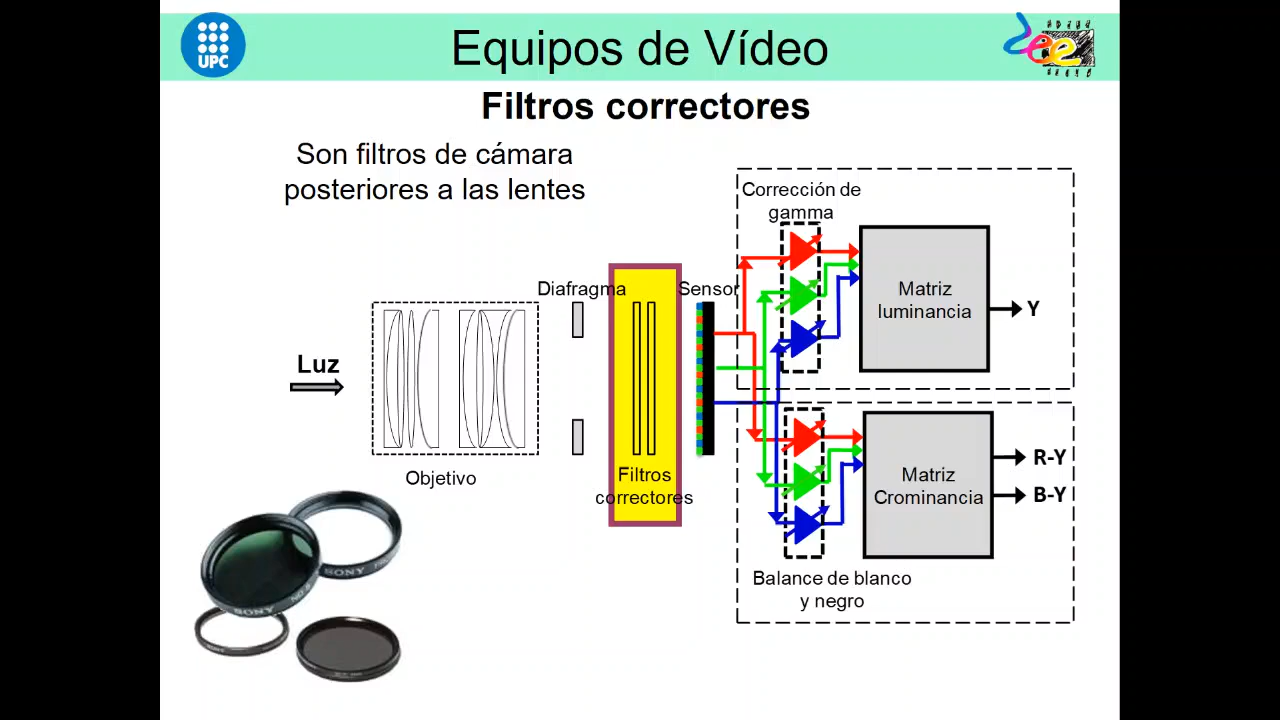 UPC
Equipos de Vídeo
Filtros correctores
Son filtros de cámara
posteriores a las lentes
Corrección de
gamma
Diafragma
Sensor
Matriz
luminancia
Y
Luz
Objetivo
Filtros
correctores
Matriz
Crominancia
R-Y
B-Y
Balance de blanco
y negro
SONY
SONY